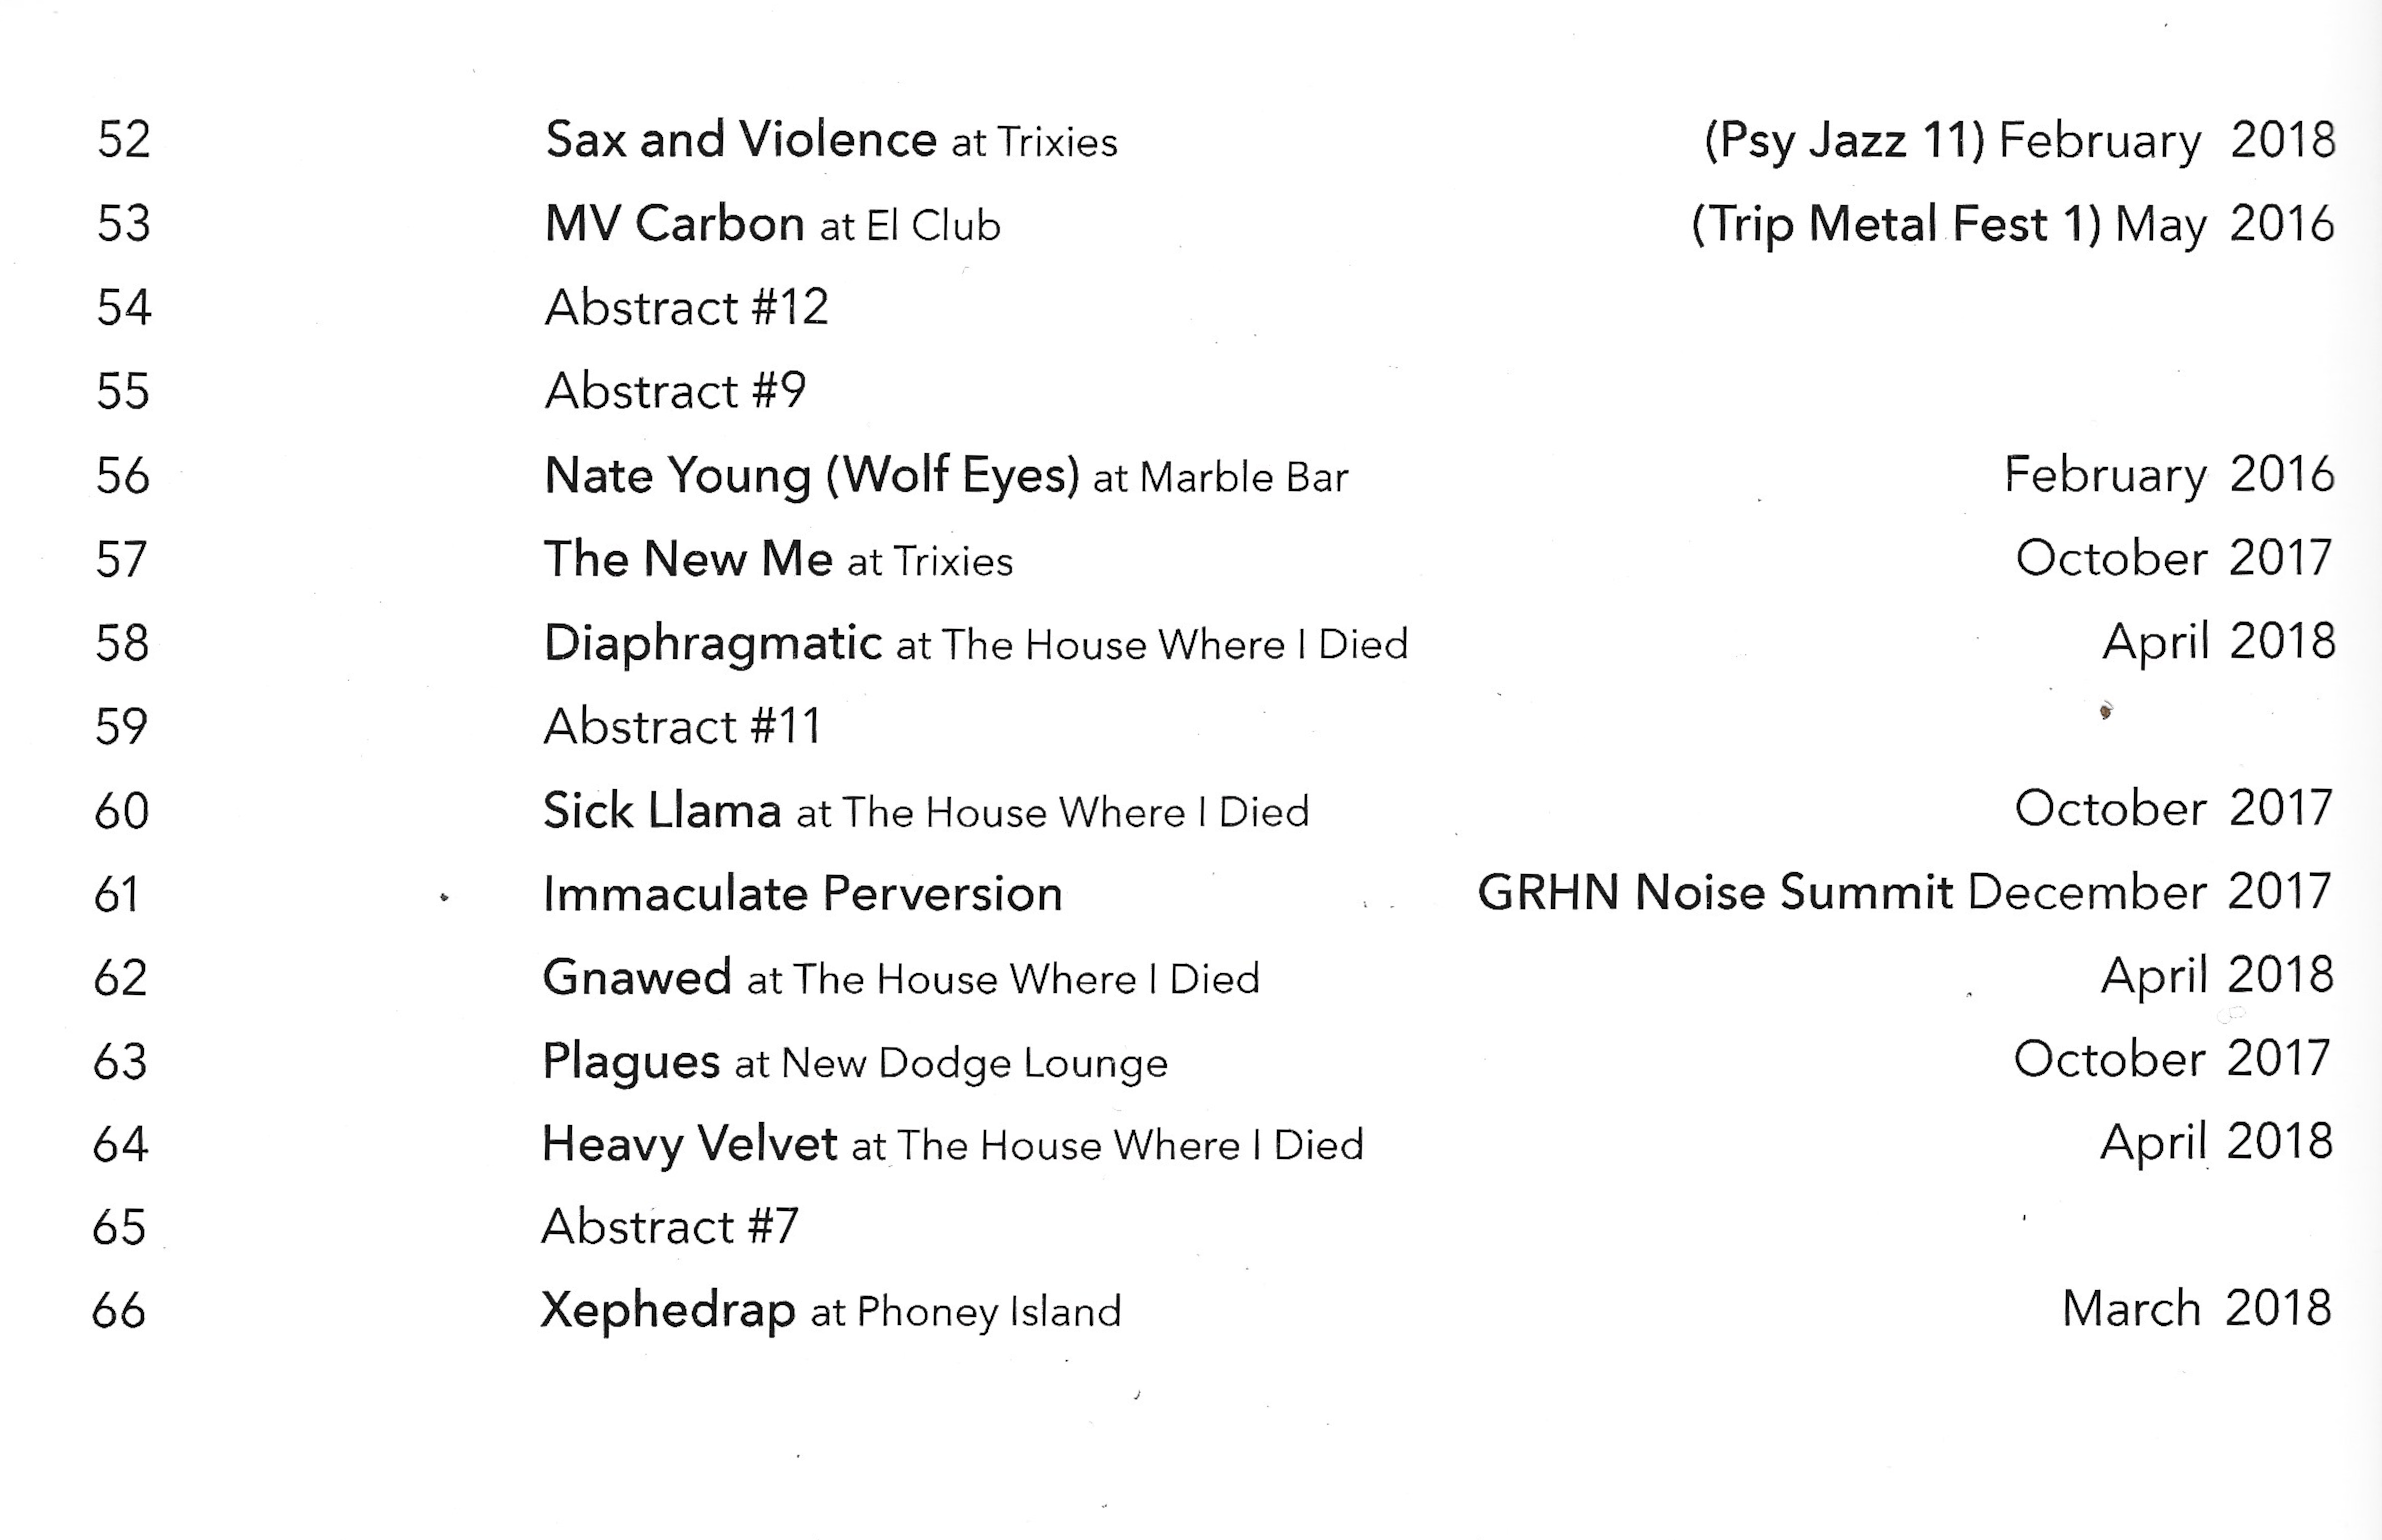 52 Sax and Violence at Trixies (Psy Jazz 11) February 2018
53 MV Carbon at El Club (Trip Metal Fest 1) May 2016
54 Abstract #12
55 Abstract #9
56 Nate Young (Wolf Eyes) at Marble Bar February 2016
57 The New Me at Trixies October 2017
58 Diaphragmatic at The House Where I Died April 2018
59 Abstract #11
60 Sick Llama at The House Where I Died October 2017
61 Immaculate Perversion GRHN Noise Summit December 2017
62 Gnawed at The House Where I Died April 2018
63 Plagues at New Dodge Lounge October 2017
64 Heavy Velvet at The House Where I Died April 2018
65 Abstract #7
66 Xephedrap at Phoney Island March 2018